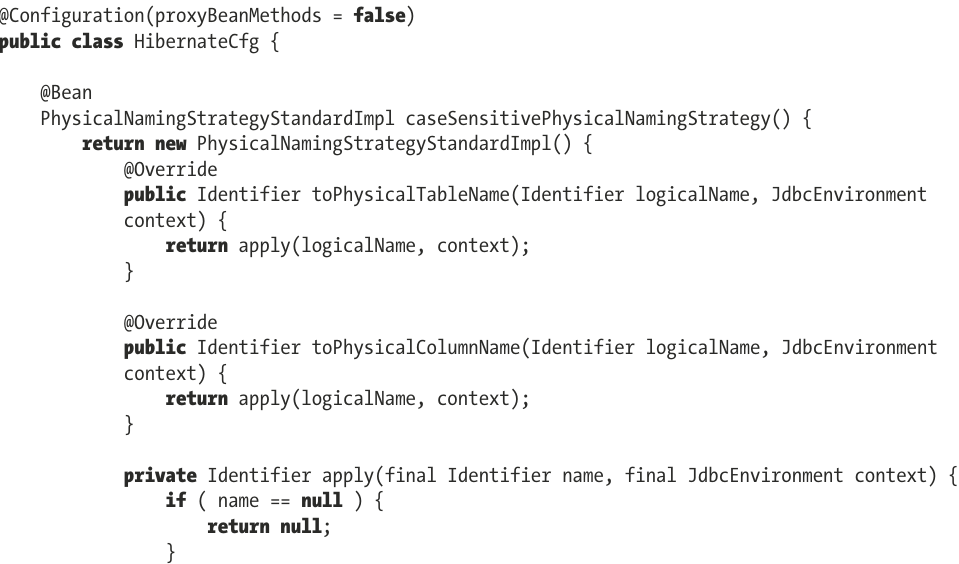 @Configuration(proxyBeanMethods = false)
public class HibernateCfg {
@Bean
PhysicalNamingStrategyStandardImpl caseSensitivePhysicalNamingStrategy() {
return new PhysicalNamingStrategyStandardImpl() {
@Override
public Identifier toPhysicalTableName(Identifier logicalName, JdbcEnvironment
context) {
return apply(logicalName, context);
}
@Override
public Identifier toPhysicalColumnName(Identifier logicalName, JdbcEnvironment
context) {
return apply(logicalName, context);
}
private Identifier apply(final Identifier name, final JdbcEnvironment context) {
if ( name == null ) {
return null;
}